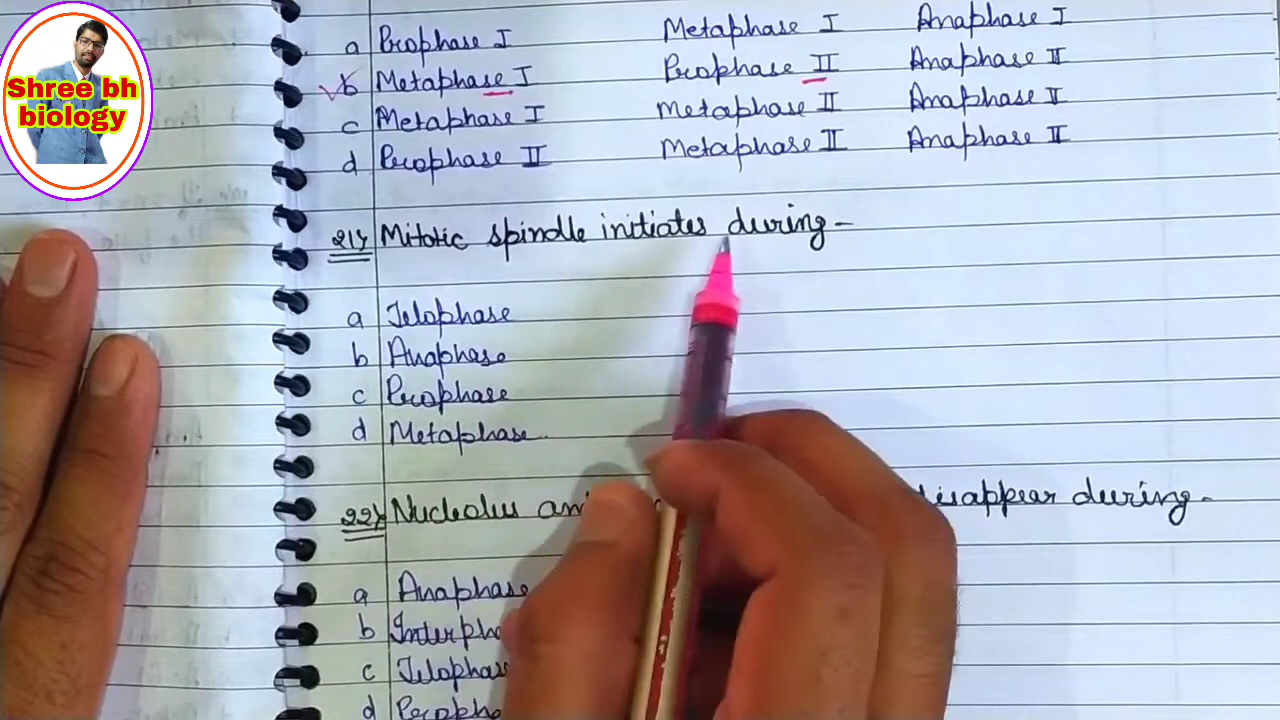 Shree bh
biology
a Prophase I Metaphase I Anaphase I
b Metaphase I Prophase II Anaphase II
c Metaphase I Metaphase II Anaphase II
d Prophase II Metaphase II Anaphase II
21) Mitotic spindle initiates during -
a Telophase
b Anaphase
c Prophase
d Metaphase
22) Nucleolus disappear during -
a Anaphase
b
c
d